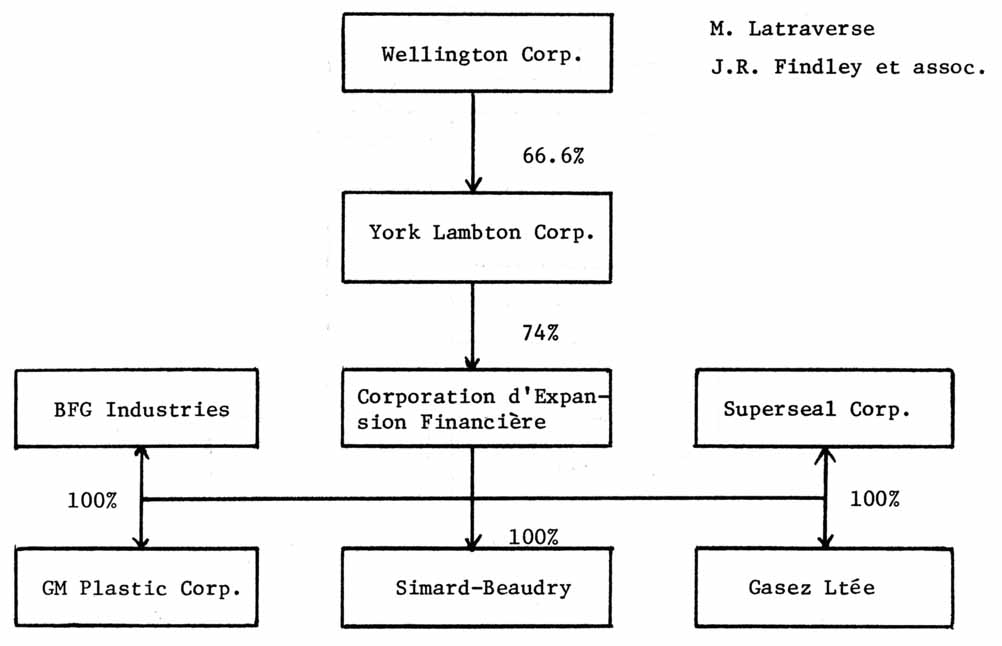 M. Latraverse
J.R. Findley et assoc.
Wellington Corp.
66.6%
York Lambton Corp.
74%
BFG Industries
Corporation d'Expan-
sion Financière
Superseal Corp.
100%
100%
100%
GM Plastic Corp.
Simard-Beaudry
Gasez Ltée